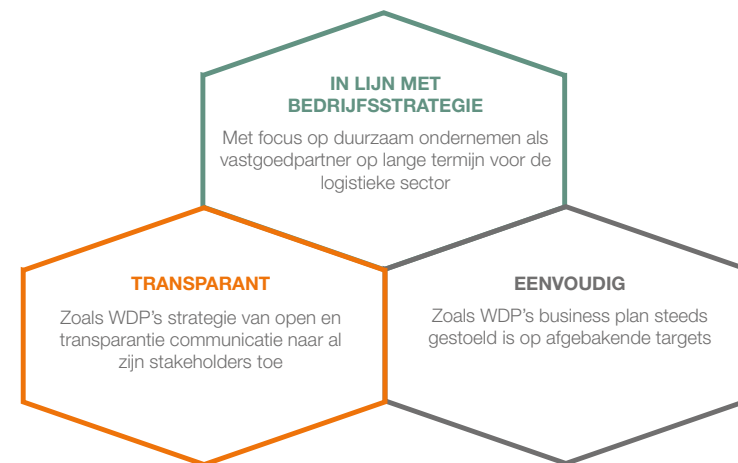 IN LIJN MET
BEDRIJFSSTRATEGIE
Met focus op duurzaam ondernemen als
vastgoedpartner op lange termijn voor de
logistieke sector
TRANSPARANT
Zoals WDP's strategie van open en
transparantie communicatie naar al
zijn stakeholders toe
EENVOUDIG
Zoals WDP's business plan steeds
gestoeld is op afgebakende targets